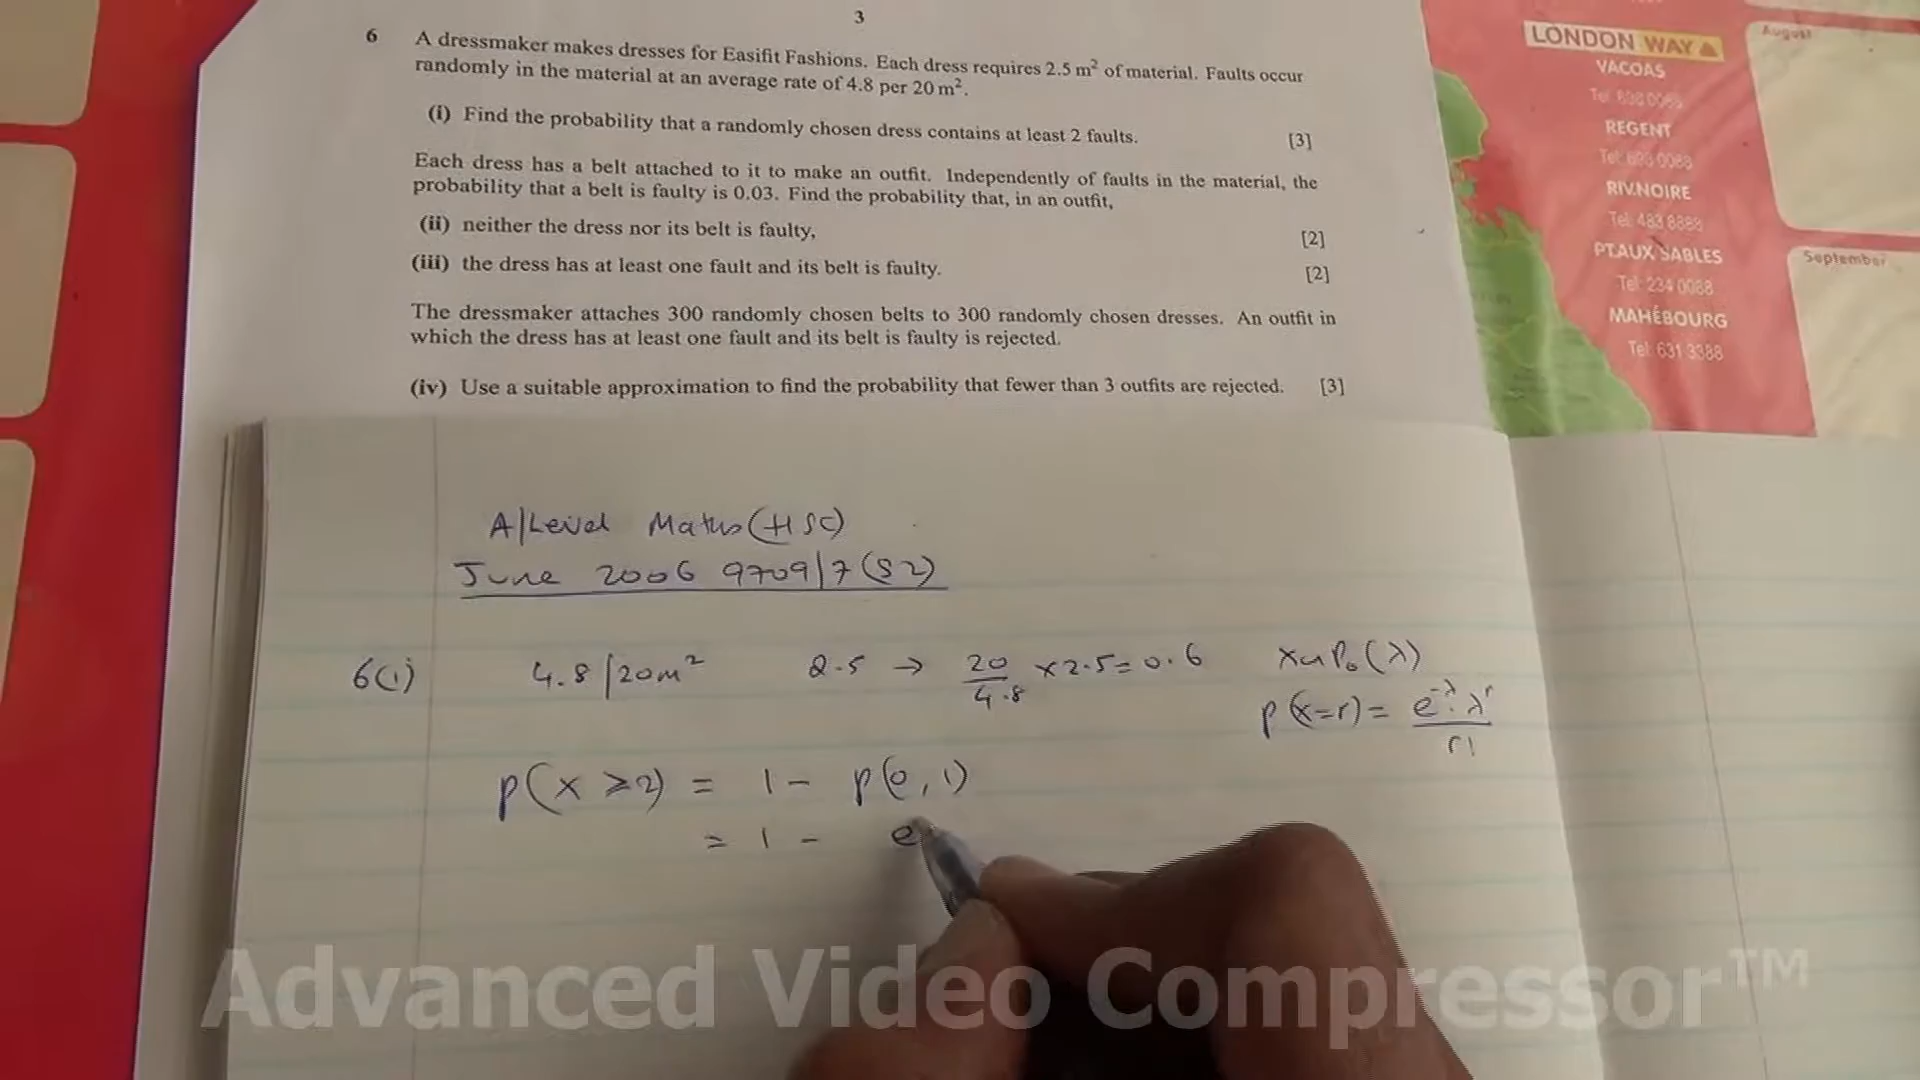 3
6 A dressmaker makes dresses for Easifit Fashions. Each dress requires 2.5 m² of material. Faults occur
randomly in the material at an average rate of 4.8 per 20 m².
(i) Find the probability that a randomly chosen dress contains at least 2 faults. [3]
Each dress has a belt attached to it to make an outfit. Independently of faults in the material, the
probability that a belt is faulty is 0.03. Find the probability that, in an outfit,
(ii) neither the dress nor its belt is faulty, [2]
(iii) the dress has at least one fault and its belt is faulty. [2]
The dressmaker attaches 300 randomly chosen belts to 300 randomly chosen dresses. An outfit in
which the dress has at least one fault and its belt is faulty is rejected.
(iv) Use a suitable approximation to find the probability that fewer than 3 outfits are rejected. [3]
LONDON WAY
VACOAS
REGENT
RIV.NOIRE
Tel: 483 8888
PT.AUX SABLES
Tel: 234 0088
MAHÉBOURG
Tel: 631 3388
August
September
A/Level Maths (HSC)
June 2006 9709/7 (S2)
6(i) 4.8/20m² 2.5 → 20/4.8 × 2.5 = 0.6 X~Po(λ)
P(X=r) = e^-λ . λ^r / r!
P(X ≥ 2) = 1 - P(0, 1)
= 1 - e
Advanced Video Compressor™